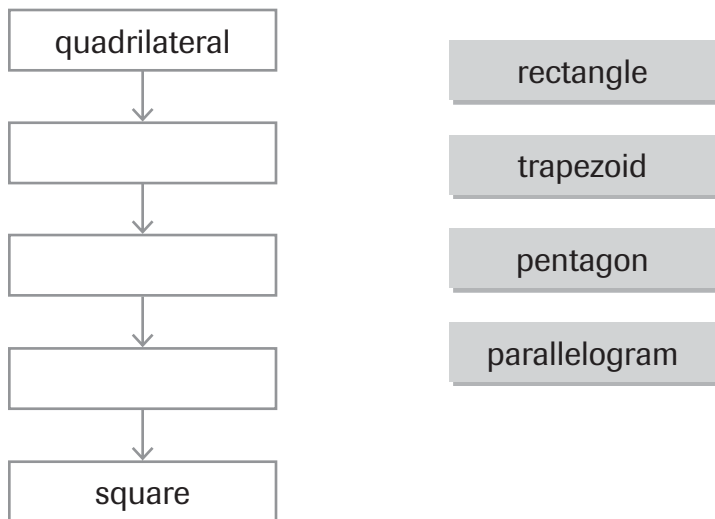 quadrilateral
square
rectangle
trapezoid
pentagon
parallelogram